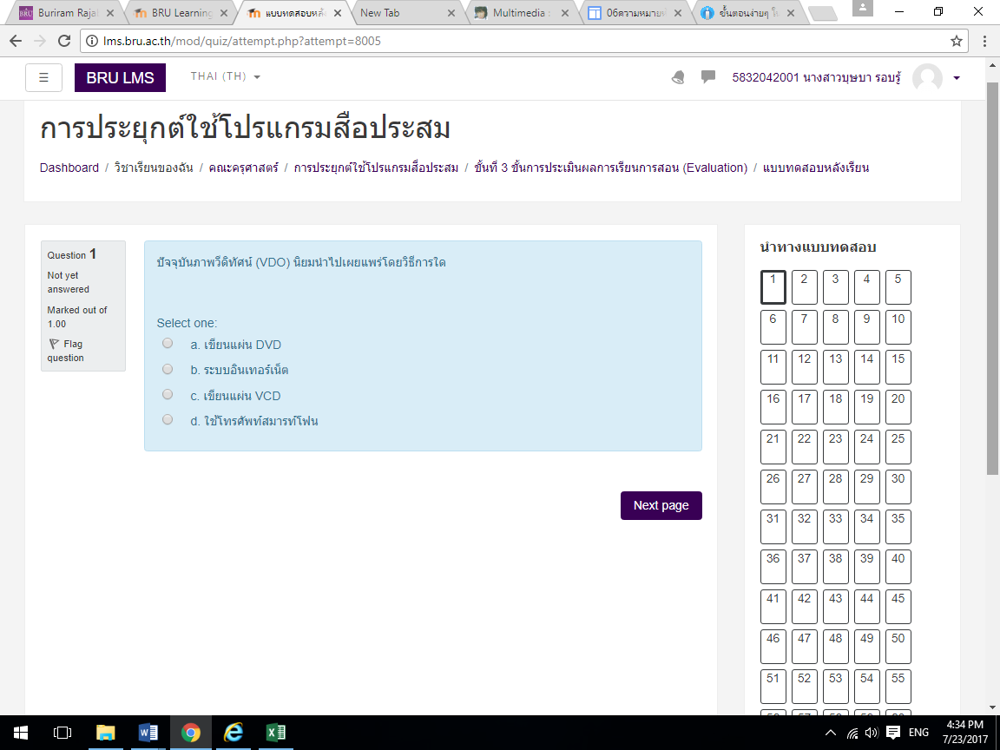 Buriram Raja
BRU Learning
แบบทดสอบหลัง
New Tab
Multimedia :
06ความหมายข
ขั้นตอนง่ายๆ ใ
lms.bru.ac.th/mod/quiz/attempt.php?attempt=8005
BRU LMS
THAI (TH)
5832042001 นางสาวบุษบา รอบรู้
การประยุกต์ใช้โปรแกรมสื่อประสม
Dashboard / วิชาเรียนของฉัน / คณะครุศาสตร์ / การประยุกต์ใช้โปรแกรมสื่อประสม / ขั้นที่ 3 ขั้นการประเมินผลการเรียนการสอน (Evaluation) / แบบทดสอบหลังเรียน
Question 1
Not yet
answered
Marked out of
1.00
Flag
question
ปัจจุบันภาพวีดิทัศน์ (VDO) นิยมนำไปเผยแพร่โดยวิธีการใด
Select one:
a. เขียนแผ่น DVD
b. ระบบอินเทอร์เน็ต
c. เขียนแผ่น VCD
d. ใช้โทรศัพท์สมารท์โฟน
Next page
นำทางแบบทดสอบ
1 2 3 4 5
6 7 8 9 10
11 12 13 14 15
16 17 18 19 20
21 22 23 24 25
26 27 28 29 30
31 32 33 34 35
36 37 38 39 40
41 42 43 44 45
46 47 48 49 50
51 52 53 54 55
ENG
4:34 PM
7/23/2017